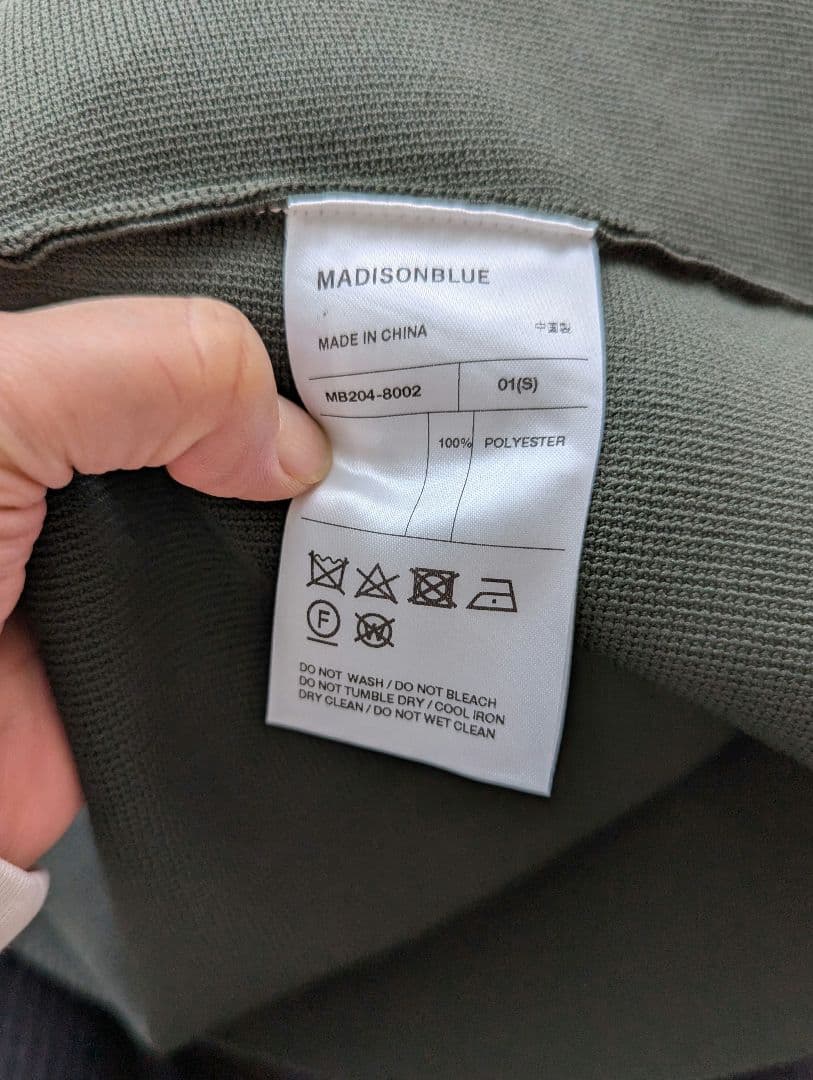 MADISONBLUE
MADE IN CHINA 中国製
MB204-8002 01(S)
100% POLYESTER
F W
DO NOT WASH / DO NOT BLEACH
DO NOT TUMBLE DRY / COOL IRON
DRY CLEAN / DO NOT WET CLEAN